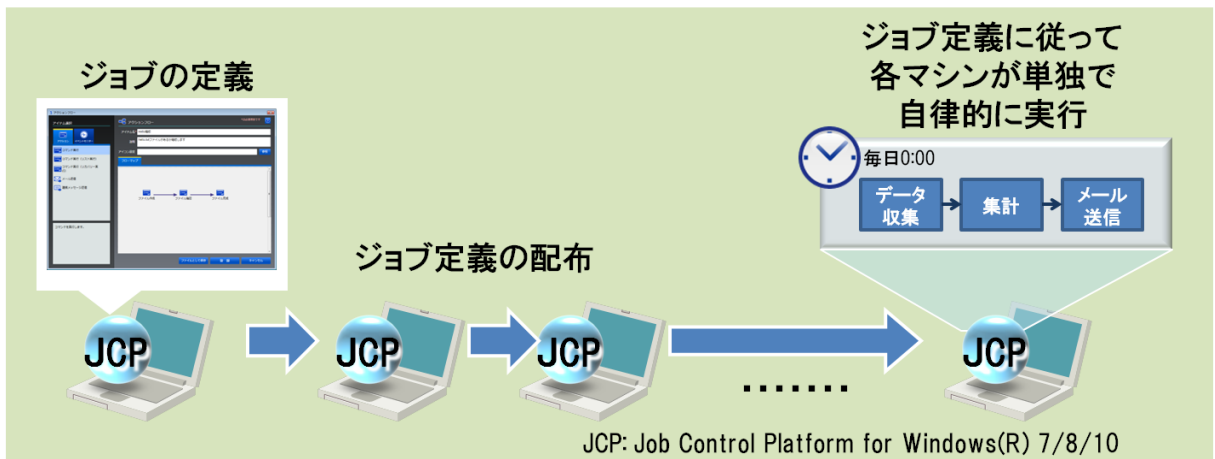 ジョブの定義
ジョブ定義に従って
各マシンが単独で
自律的に実行
毎日0:00
データ
収集
集計
メール
送信
ジョブ定義の配布
JCP
JCP
JCP
JCP
.......
JCP: Job Control Platform for Windows(R) 7/8/10